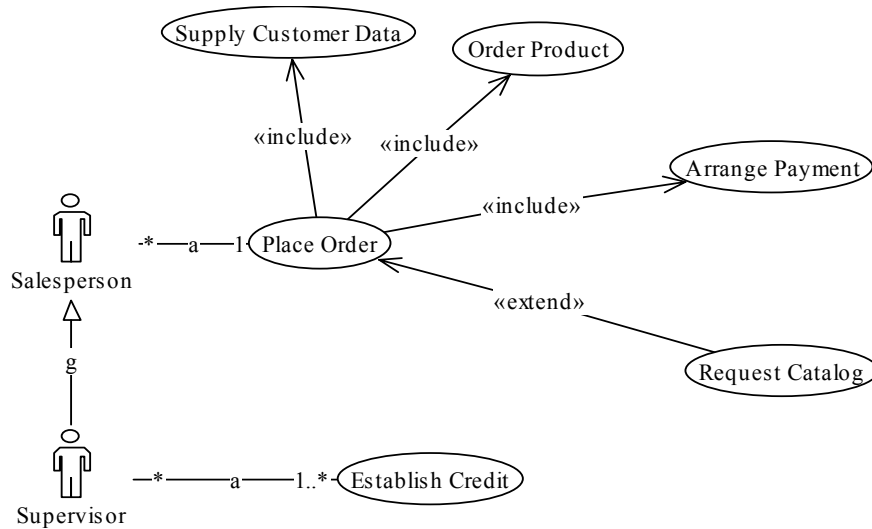 Supply Customer Data
Order Product
«include»
«include»
Arrange Payment
«include»
* a 1
Place Order
Salesperson
«extend»
g
Request Catalog
* a 1..*
Establish Credit
Supervisor